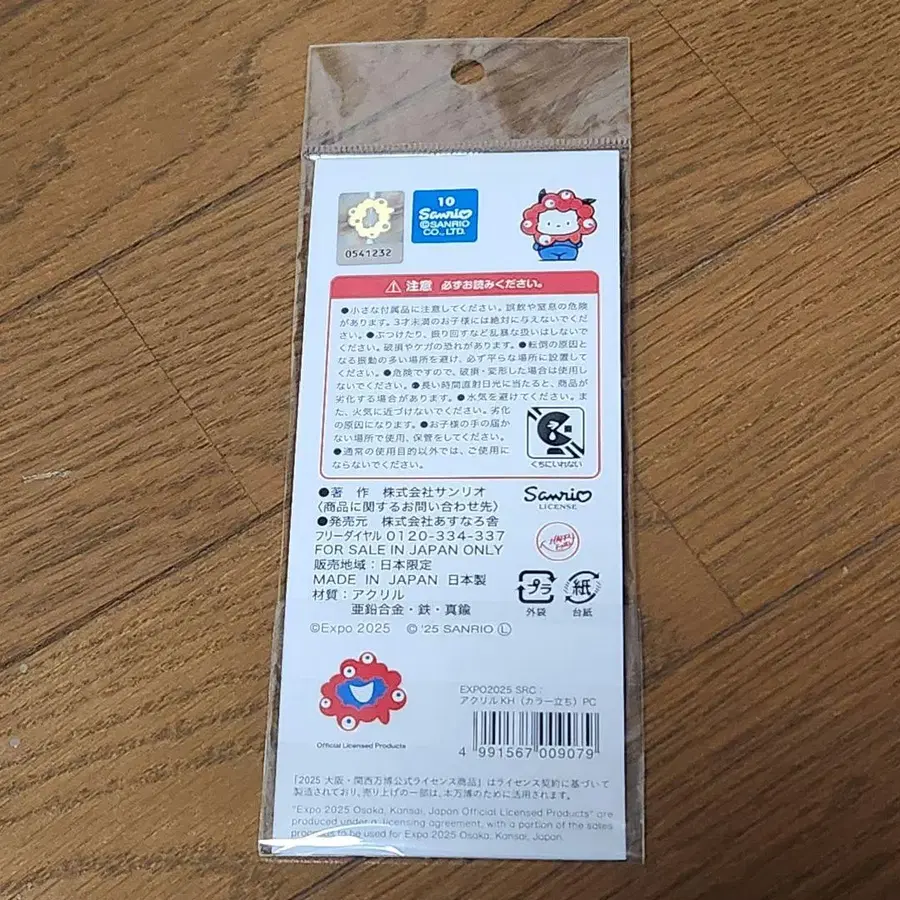 0541232
10
Sanrio
©SANRIO
CO., LTD.
注意 必ずお読みください。
●小さな付属品に注意してください。誤飲や窒息の危険
があります。3才未満のお子様には絶対に与えないでくだ
さい。●ぶつけたり、振り回すなど乱暴な扱いはしないで
ください。破損やケガの恐れがあります。●転倒の原因と
なる振動の多い場所を避け、必ず平らな場所に設置して
ください。●危険ですので、破損・変形した場合は使用し
ないでください。●長い時間直射日光に当たると、商品が
劣化する場合があります。●水気を避けてください。ま
た、火気に近づけないでください。劣化
の原因になります。●お子様の手の届か
ない場所で使用、保管をしてください。
●通常の使用目的以外では、ご使用に
ならないでください。
くちにいれない
●著 作 株式会社サンリオ
〈商品に関するお問い合わせ先〉
●発売元 株式会社あすなろ舎
フリーダイヤル 0120-334-337
FOR SALE IN JAPAN ONLY
販売地域：日本限定
MADE IN JAPAN 日本製
材質：アクリル
亜鉛合金・鉄・真鍮
©Expo 2025 © '25 SANRIO Ⓛ
Sanrio
LICENSE
プラ
外袋
紙
台紙
Official Licensed Products
EXPO2025 SRC：
アクリルKH（カラー立ち）PC
4 991567 009079
「2025 大阪・関西万博公式ライセンス商品」はライセンス契約に基づいて
製造されており、売り上げの一部は、本万博のために活用されます。
"Expo 2025 Osaka, Kansai, Japan Official Licensed Products" are
produced under a licensing agreement, with a portion of the sales
proceeds to be used for Expo 2025 Osaka, Kansai, Japan.